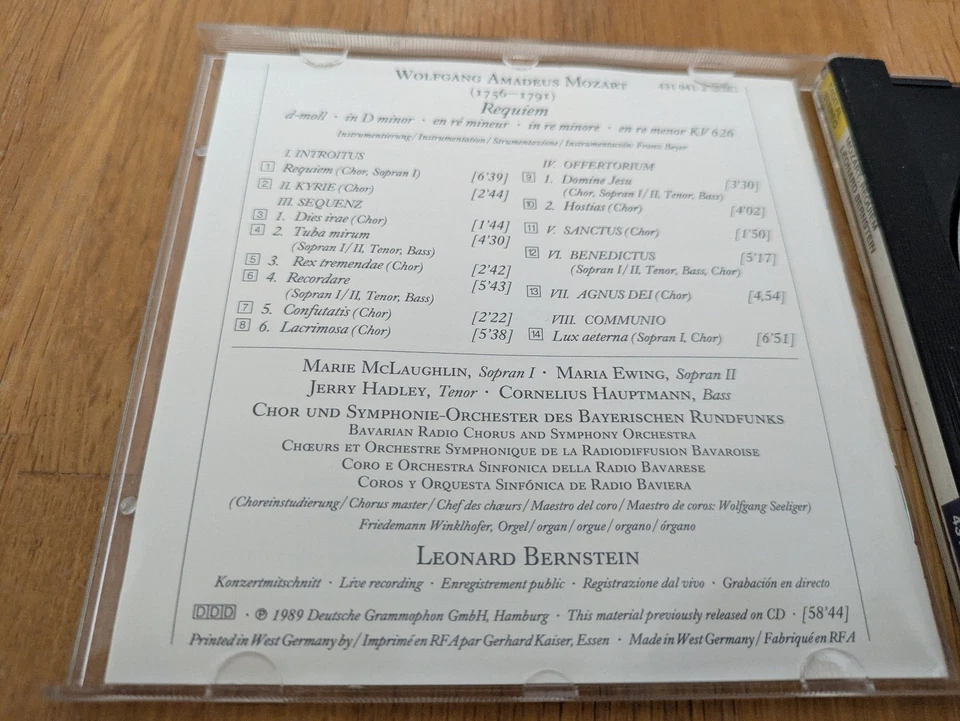 WOLFGANG AMADEUS MOZART
(1756–1791)
Requiem
d-moll · in D minor · en ré mineur · in re minore · en re menor KV 626
Instrumentierung/Instrumentation/Strumentazione/Instrumentación: Franz Beyer
I. INTROITUS
1 Requiem (Chor, Sopran I) [6'39]
2 II. KYRIE (Chor) [2'44]
III. SEQUENZ
3 1. Dies irae (Chor) [1'44]
4 2. Tuba mirum [4'30]
(Sopran I/II, Tenor, Bass)
5 3. Rex tremendae (Chor) [2'42]
6 4. Recordare [5'43]
(Sopran I/II, Tenor, Bass)
7 5. Confutatis (Chor) [2'22]
8 6. Lacrimosa (Chor) [5'38]
IV. OFFERTORIUM
9 1. Domine Jesu [3'30]
(Chor, Sopran I/II, Tenor, Bass)
10 2. Hostias (Chor) [4'02]
11 V. SANCTUS (Chor) [1'50]
12 VI. BENEDICTUS [5'17]
(Sopran I/II, Tenor, Bass, Chor)
13 VII. AGNUS DEI (Chor) [4,54]
VIII. COMMUNIO
14 Lux aeterna (Sopran I, Chor) [6'51]
MARIE MCLAUGHLIN, Sopran I · MARIA EWING, Sopran II
JERRY HADLEY, Tenor · CORNELIUS HAUPTMANN, Bass
CHOR UND SYMPHONIE-ORCHESTER DES BAYERISCHEN RUNDFUNKS
BAVARIAN RADIO CHORUS AND SYMPHONY ORCHESTRA
CHŒURS ET ORCHESTRE SYMPHONIQUE DE LA RADIODIFFUSION BAVAROISE
CORO E ORCHESTRA SINFONICA DELLA RADIO BAVARESE
COROS Y ORQUESTA SINFÓNICA DE RADIO BAVIERA
(Choreinstudierung/Chorus master/Chef des chœurs/Maestro del coro/Maestro de coros: Wolfgang Seeliger)
Friedemann Winklhofer, Orgel/organ/orgue/organo/órgano
LEONARD BERNSTEIN
Konzertmitschnitt · Live recording · Enregistrement public · Registrazione dal vivo · Grabación en directo
DDD · ℗ 1989 Deutsche Grammophon GmbH, Hamburg · This material previously released on CD · [58'44]
Printed in West Germany by/Imprimé en RFA par Gerhard Kaiser, Essen · Made in West Germany/Fabriqué en RFA
MOZART: REQUIEM
LEONARD BERNSTEIN